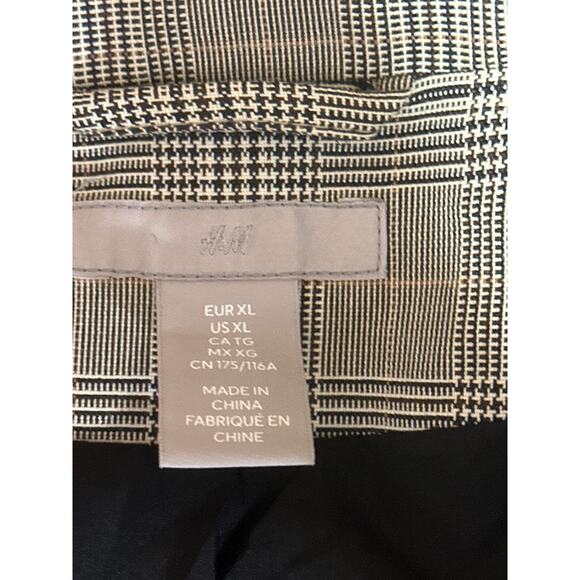 H&M
EUR XL
US XL
CA TG
MX XG
CN 175/116A
MADE IN
CHINA
FABRIQUÉ EN
CHINE